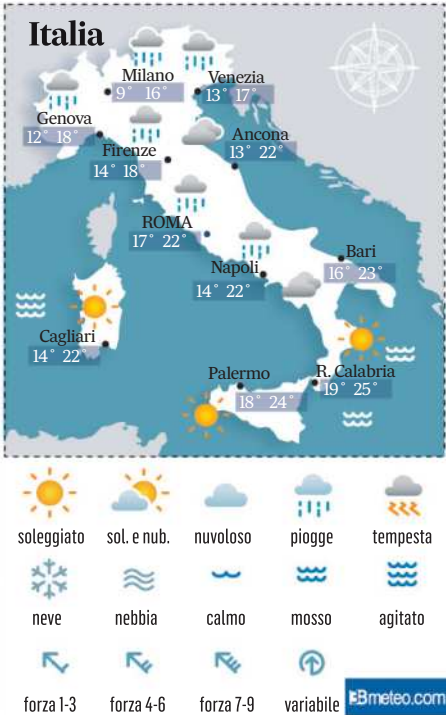 Italia
Milano
9° 16°
Venezia
13° 17°
Genova
12° 18°
Firenze
14° 18°
Ancona
13° 22°
ROMA
17° 22°
Napoli
14° 22°
Bari
16° 23°
Cagliari
14° 22°
Palermo
18° 24°
R. Calabria
19° 25°
soleggiato sol. e nub. nuvoloso piogge tempesta
neve nebbia calmo mosso agitato
forza 1-3 forza 4-6 forza 7-9 variabile
3Bmeteo.com